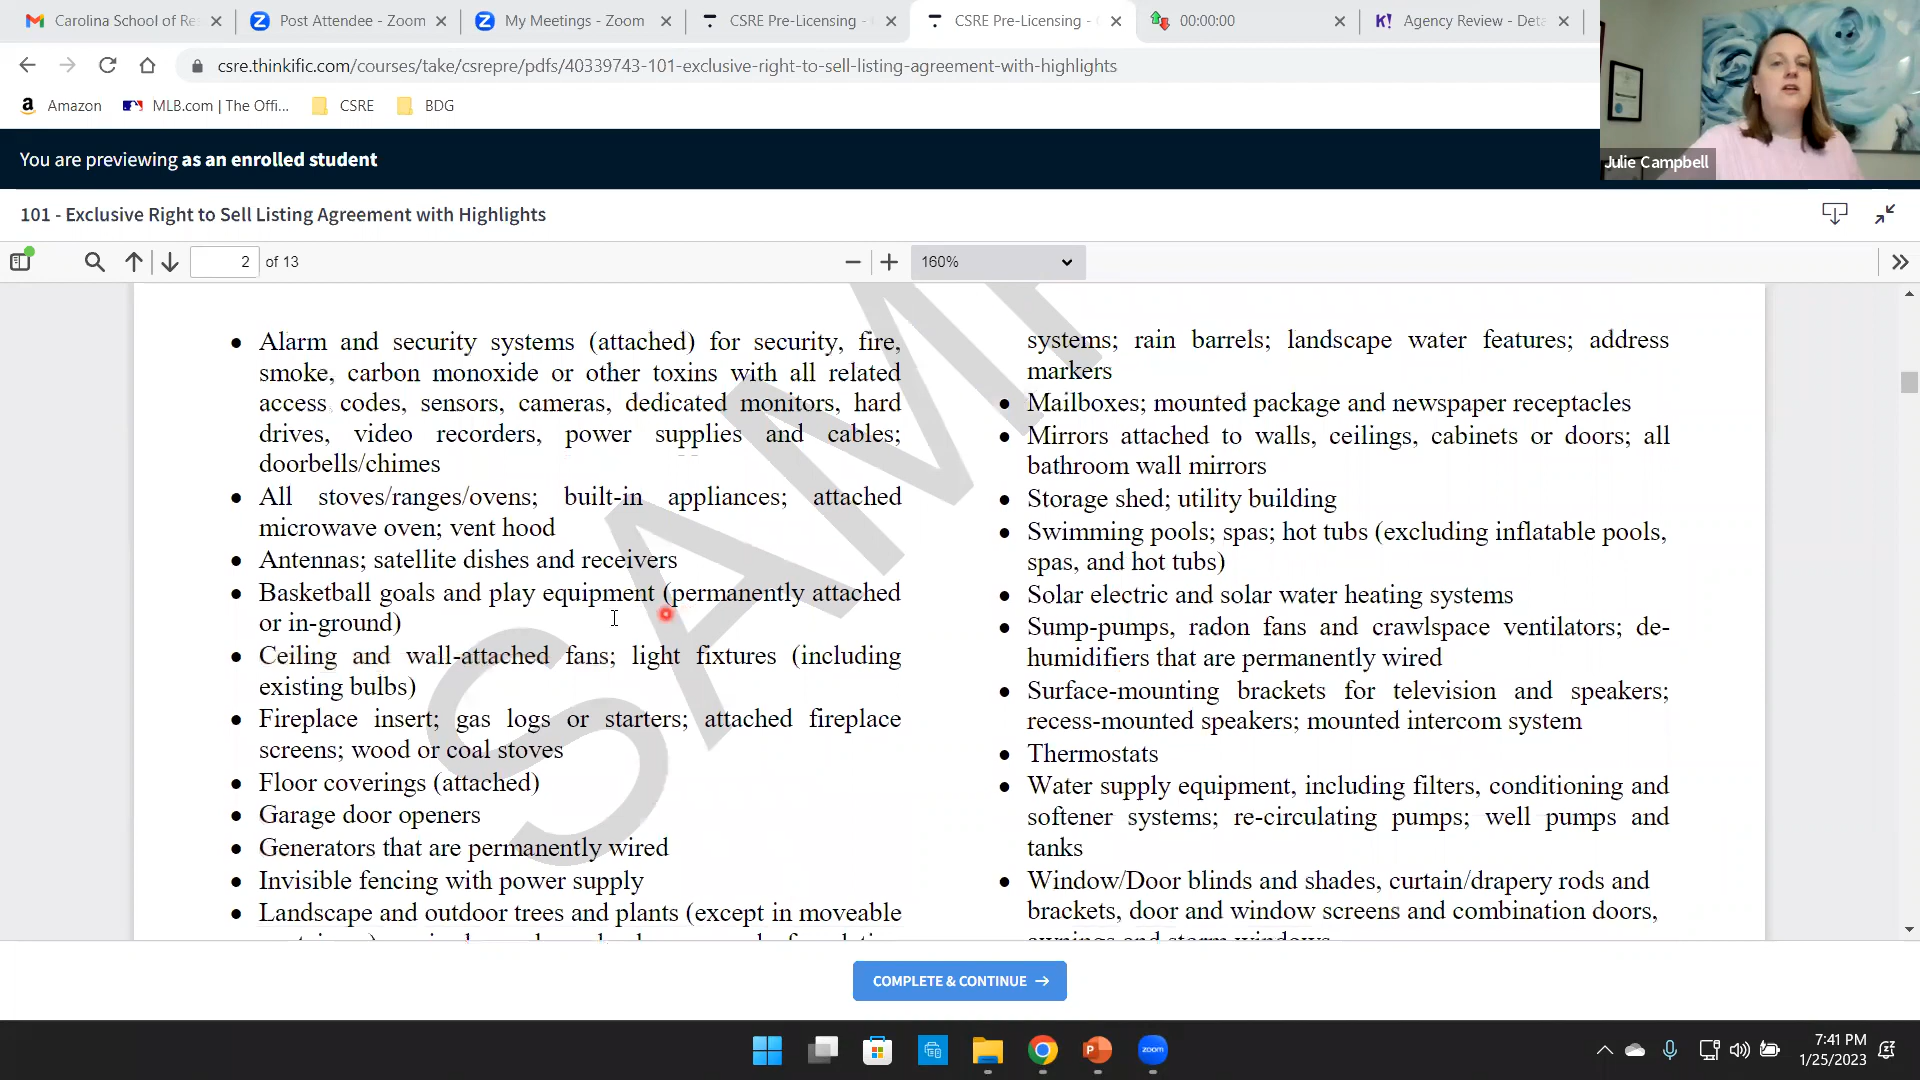 Carolina School of Re
Post Attendee - Zoom
My Meetings - Zoom
CSRE Pre-Licensing -
CSRE Pre-Licensing -
00:00:00
K! Agency Review - Deta
csre.thinkific.com/courses/take/csrepre/pdfs/40339743-101-exclusive-right-to-sell-listing-agreement-with-highlights
Amazon
MLB.com | The Offi...
CSRE
BDG
Julie Campbell
You are previewing as an enrolled student
101 - Exclusive Right to Sell Listing Agreement with Highlights
2 of 13
160%
SAM
• Alarm and security systems (attached) for security, fire,
smoke, carbon monoxide or other toxins with all related
access codes, sensors, cameras, dedicated monitors, hard
drives, video recorders, power supplies and cables;
doorbells/chimes
• All stoves/ranges/ovens; built-in appliances; attached
microwave oven; vent hood
• Antennas; satellite dishes and receivers
• Basketball goals and play equipment (permanently attached
or in-ground)
• Ceiling and wall-attached fans; light fixtures (including
existing bulbs)
• Fireplace insert; gas logs or starters; attached fireplace
screens; wood or coal stoves
• Floor coverings (attached)
• Garage door openers
• Generators that are permanently wired
• Invisible fencing with power supply
• Landscape and outdoor trees and plants (except in moveable
systems; rain barrels; landscape water features; address
markers
• Mailboxes; mounted package and newspaper receptacles
• Mirrors attached to walls, ceilings, cabinets or doors; all
bathroom wall mirrors
• Storage shed; utility building
• Swimming pools; spas; hot tubs (excluding inflatable pools,
spas, and hot tubs)
• Solar electric and solar water heating systems
• Sump-pumps, radon fans and crawlspace ventilators; de-
humidifiers that are permanently wired
• Surface-mounting brackets for television and speakers;
recess-mounted speakers; mounted intercom system
• Thermostats
• Water supply equipment, including filters, conditioning and
softener systems; re-circulating pumps; well pumps and
tanks
• Window/Door blinds and shades, curtain/drapery rods and
brackets, door and window screens and combination doors,
awnings and storm windows
COMPLETE & CONTINUE →
zoom
7:41 PM
1/25/2023